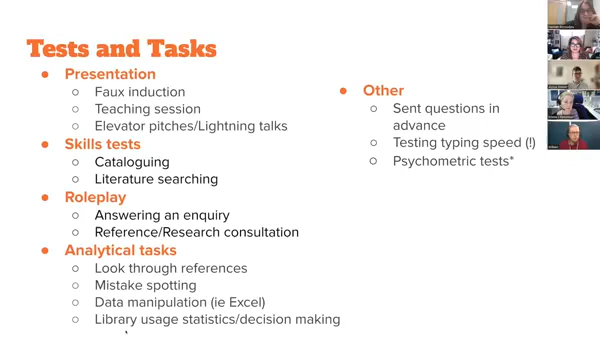 Tests and Tasks
Presentation
Faux induction
Teaching session
Elevator pitches/Lightning talks
Skills tests
Cataloguing
Literature searching
Roleplay
Answering an enquiry
Reference/Research consultation
Analytical tasks
Look through references
Mistake spotting
Data manipulation (ie Excel)
Library usage statistics/decision making
Other
Sent questions in
advance
Testing typing speed (!)
Psychometric tests*